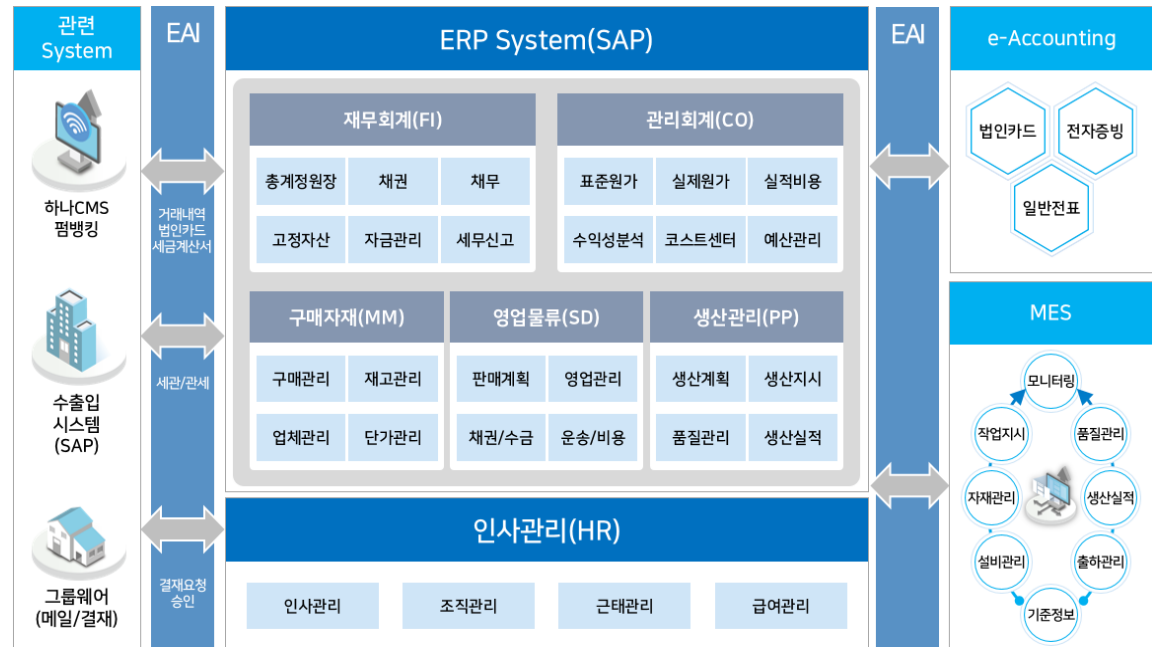 관련
System
하나CMS
펌뱅킹
수출입
시스템
(SAP)
그룹웨어
(메일/결재)
EAI
거래내역
법인카드
세금계산서
세관/관세
결재요청
승인
ERP System(SAP)
재무회계(FI)
총계정원장 채권 채무
고정자산 자금관리 세무신고
관리회계(CO)
표준원가 실제원가 실적비용
수익성분석 코스트센터 예산관리
구매자재(MM)
구매관리 재고관리
업체관리 단가관리
영업물류(SD)
판매계획 영업관리
채권/수금 운송/비용
생산관리(PP)
생산계획 생산지시
품질관리 생산실적
인사관리(HR)
인사관리 조직관리 근태관리 급여관리
EAI
e-Accounting
법인카드 전자증빙
일반전표
MES
모니터링
작업지시 품질관리
자재관리 생산실적
설비관리 출하관리
기준정보